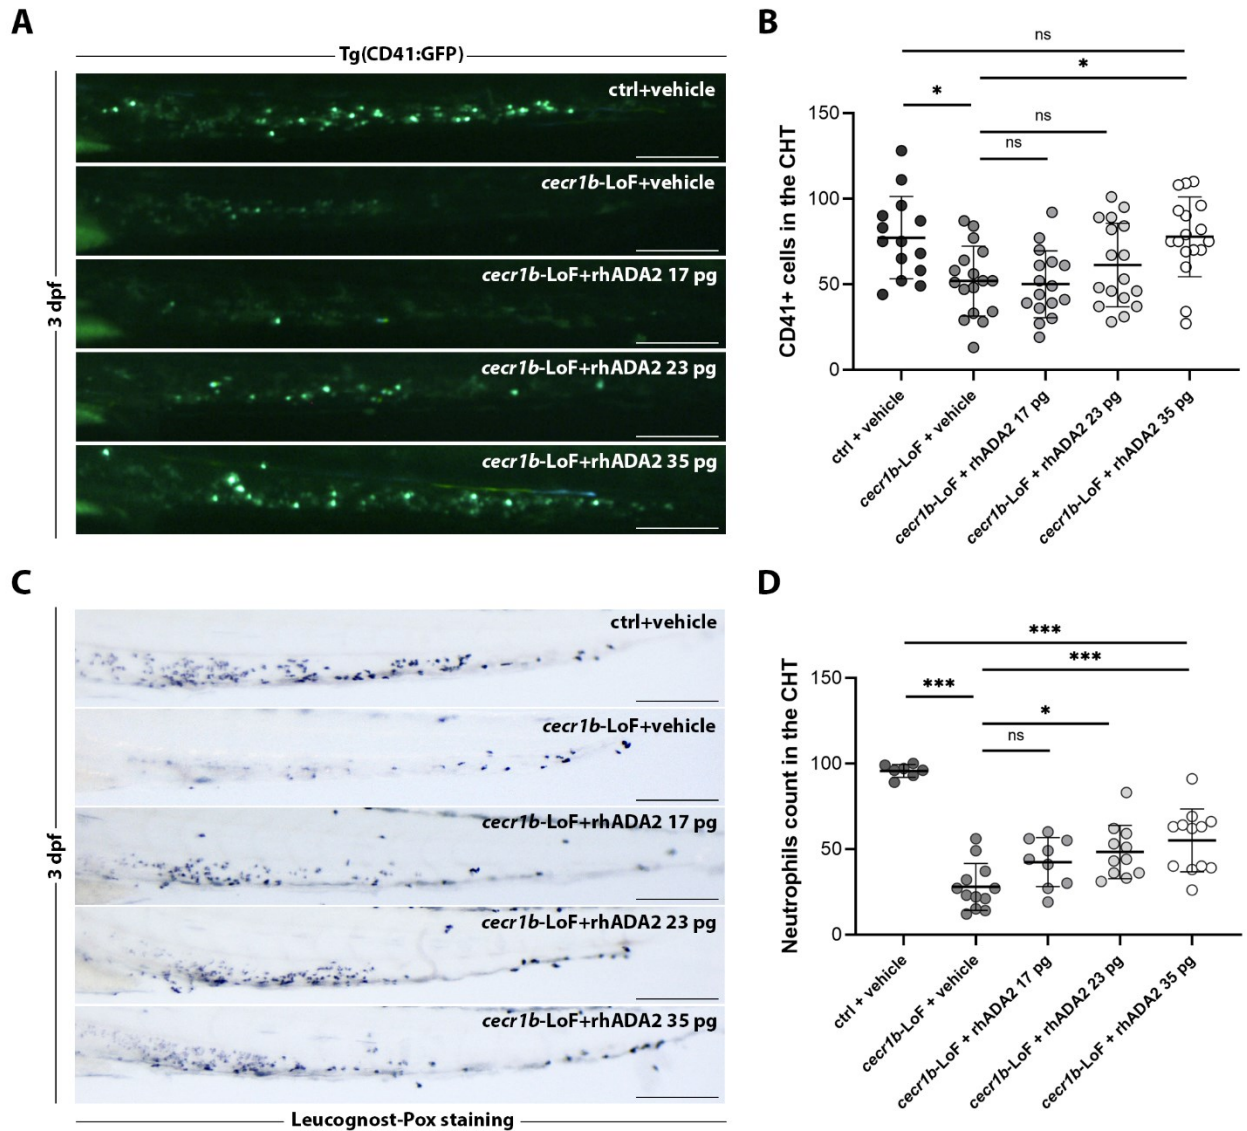 A
Tg(CD41:GFP)
3 dpf
ctrl+vehicle
cecr1b-LoF+vehicle
cecr1b-LoF+rhADA2 17 pg
cecr1b-LoF+rhADA2 23 pg
cecr1b-LoF+rhADA2 35 pg
B
ns
*
*
ns
ns
CD41+ cells in the CHT
150
100
50
0
ctrl + vehicle
cecr1b-LoF + vehicle
cecr1b-LoF + rhADA2 17 pg
cecr1b-LoF + rhADA2 23 pg
cecr1b-LoF + rhADA2 35 pg
C
3 dpf
ctrl+vehicle
cecr1b-LoF+vehicle
cecr1b-LoF+rhADA2 17 pg
cecr1b-LoF+rhADA2 23 pg
cecr1b-LoF+rhADA2 35 pg
Leucognost-Pox staining
D
***
***
***
*
ns
Neutrophils count in the CHT
150
100
50
0
ctrl + vehicle
cecr1b-LoF + vehicle
cecr1b-LoF + rhADA2 17 pg
cecr1b-LoF + rhADA2 23 pg
cecr1b-LoF + rhADA2 35 pg